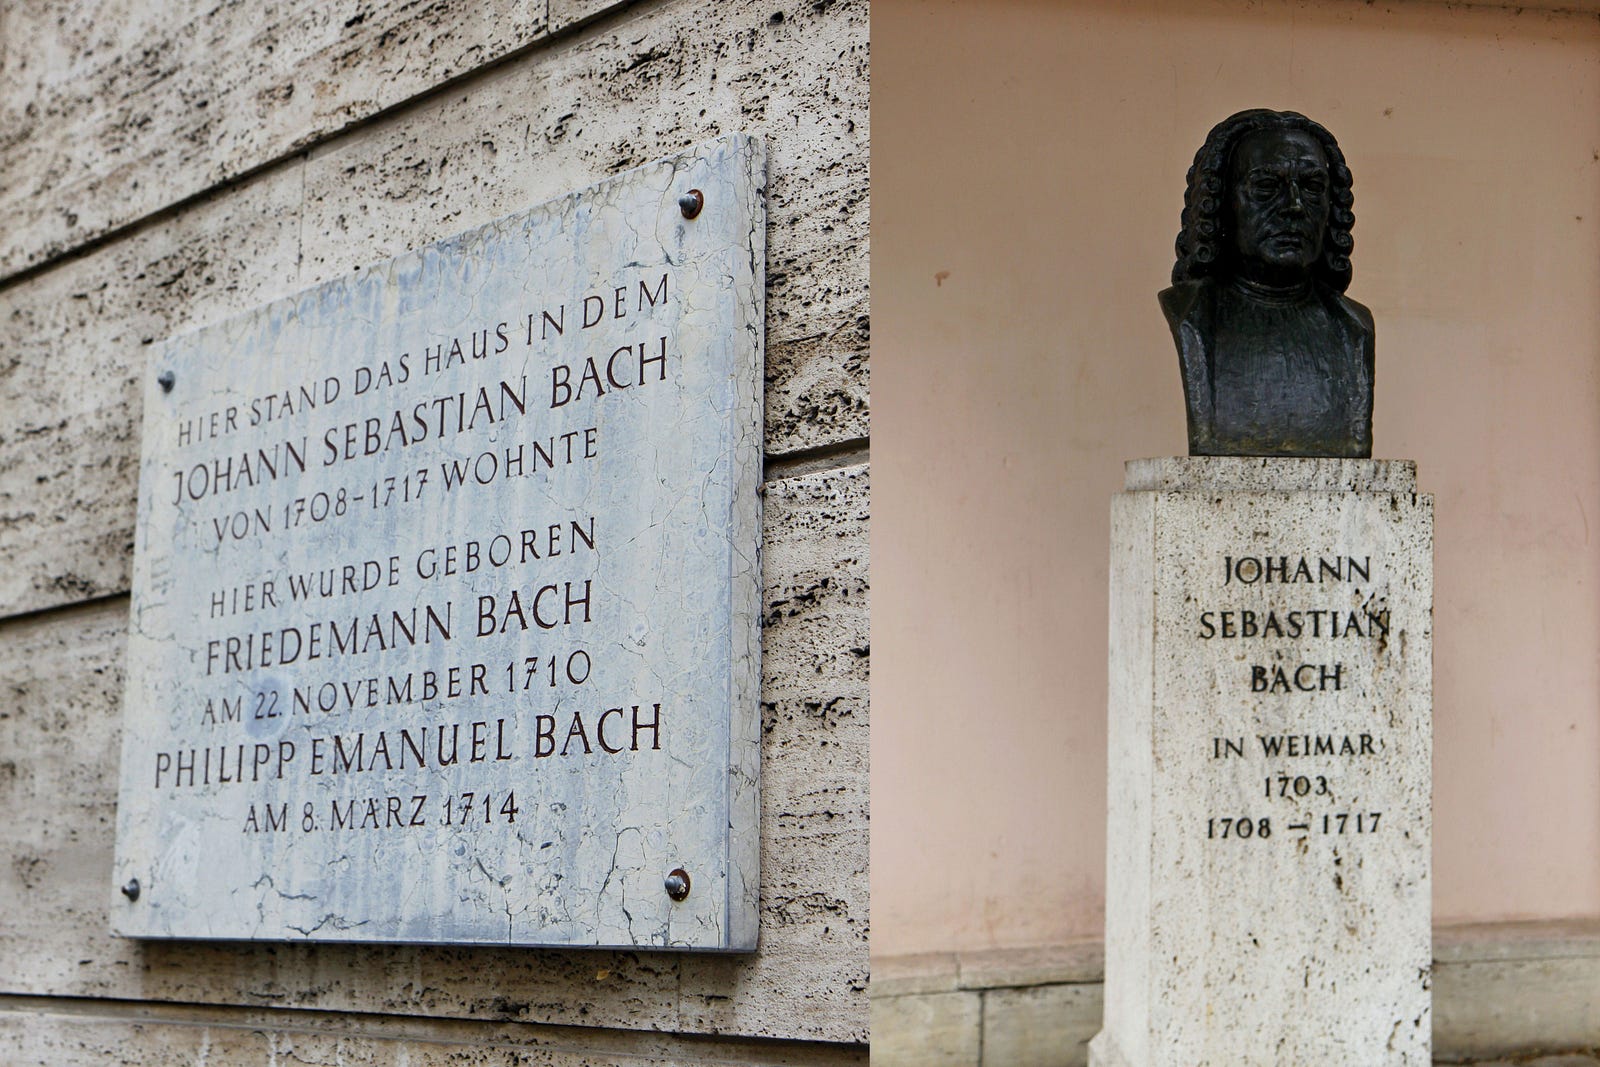 HIER STAND DAS HAUS IN DEM
JOHANN SEBASTIAN BACH
VON 1708-1717 WOHNTE
HIER WURDE GEBOREN
FRIEDEMANN BACH
AM 22. NOVEMBER 1710
PHILIPP EMANUEL BACH
AM 8. MÄRZ 1714
JOHANN
SEBASTIAN
BACH
IN WEIMAR
1703
1708 – 1717